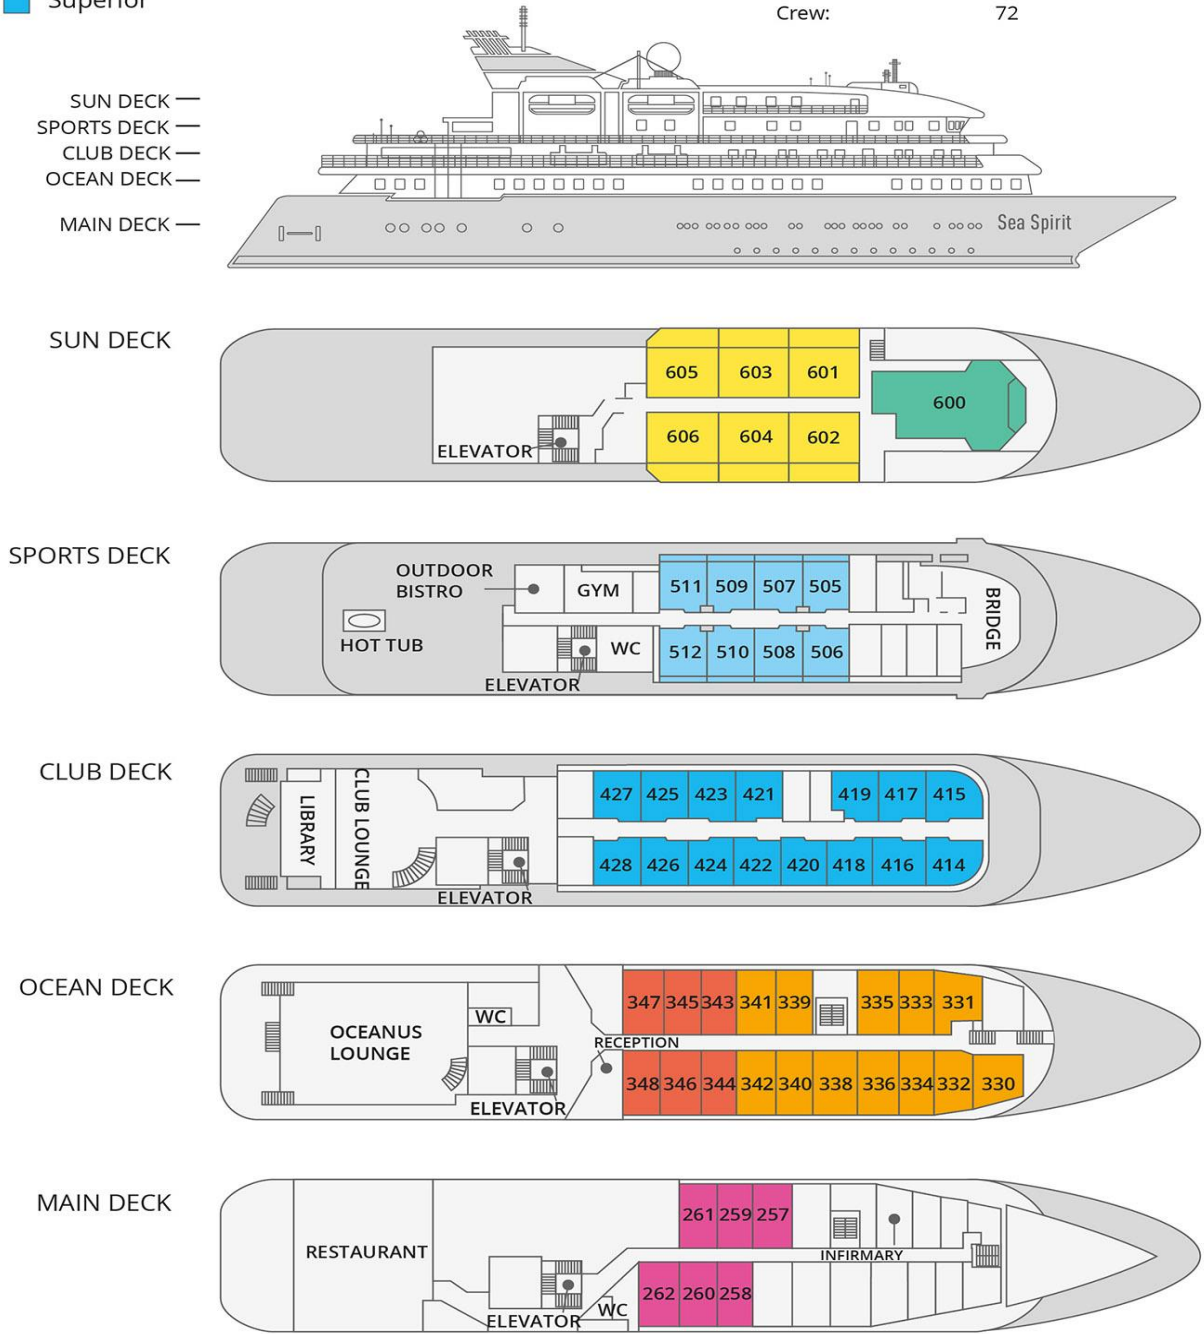 Superior
Crew: 72
SUN DECK
SPORTS DECK
CLUB DECK
OCEAN DECK
MAIN DECK
Sea Spirit
SUN DECK
605 603 601
600
606 604 602
ELEVATOR
SPORTS DECK
OUTDOOR
BISTRO
GYM
511 509 507 505
BRIDGE
HOT TUB
WC
512 510 508 506
ELEVATOR
CLUB DECK
LIBRARY
CLUB LOUNGE
427 425 423 421 419 417 415
428 426 424 422 420 418 416 414
ELEVATOR
OCEAN DECK
WC
347 345 343 341 339 335 333 331
OCEANUS
LOUNGE
RECEPTION
348 346 344 342 340 338 336 334 332 330
ELEVATOR
MAIN DECK
261 259 257
RESTAURANT
INFIRMARY
262 260 258
WC
ELEVATOR